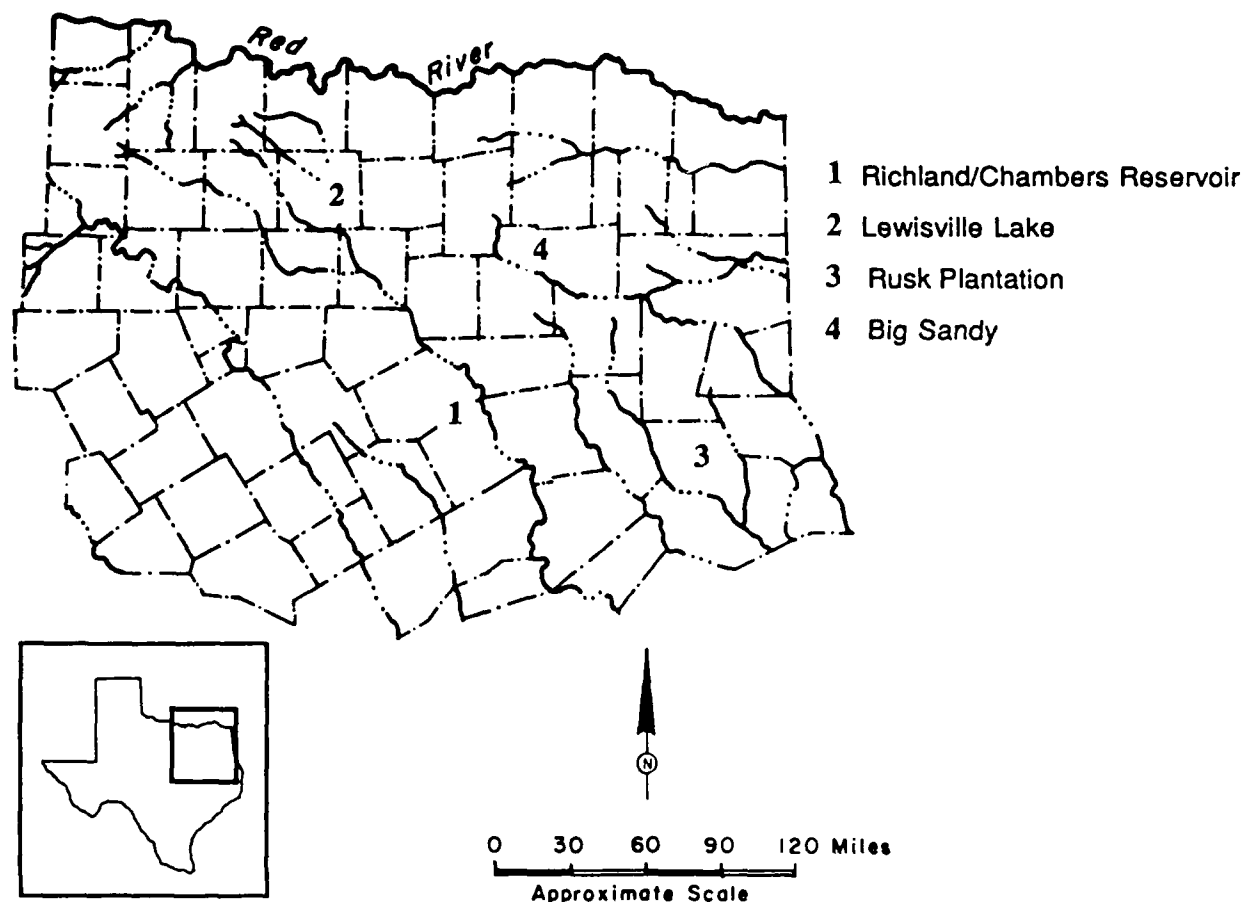 Red
River
2
4
1
3
1 Richland/Chambers Reservoir
2 Lewisville Lake
3 Rusk Plantation
4 Big Sandy
N
0 30 60 90 120 Miles
Approximate Scale